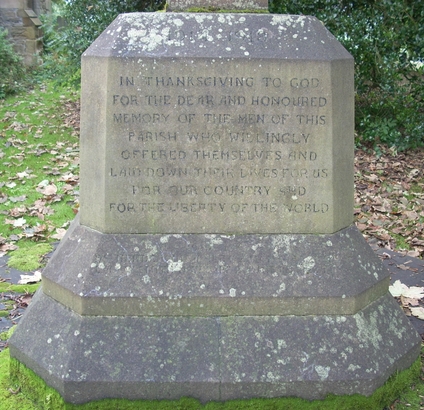 IN THANKSGIVING TO GOD
FOR THE DEAR AND HONOURED
MEMORY OF THE MEN OF THIS
PARISH WHO WILLINGLY
OFFERED THEMSELVES AND
LAID DOWN THEIR LIVES FOR US
FOR OUR COUNTRY AND
FOR THE LIBERTY OF THE WORLD